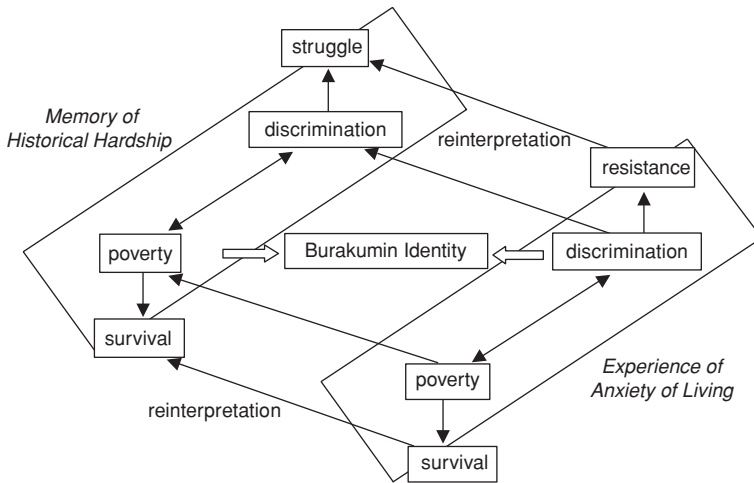 struggle
Memory of
Historical Hardship
discrimination
reinterpretation
resistance
poverty
Burakumin Identity
discrimination
survival
poverty
Experience of
Anxiety of Living
reinterpretation
survival